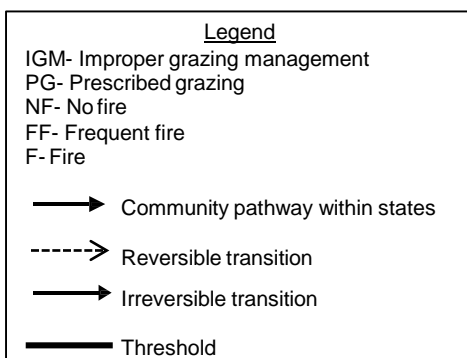 Legend
IGM- Improper grazing management
PG- Prescribed grazing
NF- No fire
FF- Frequent fire
F- Fire
Community pathway within states
Reversible transition
Irreversible transition
Threshold